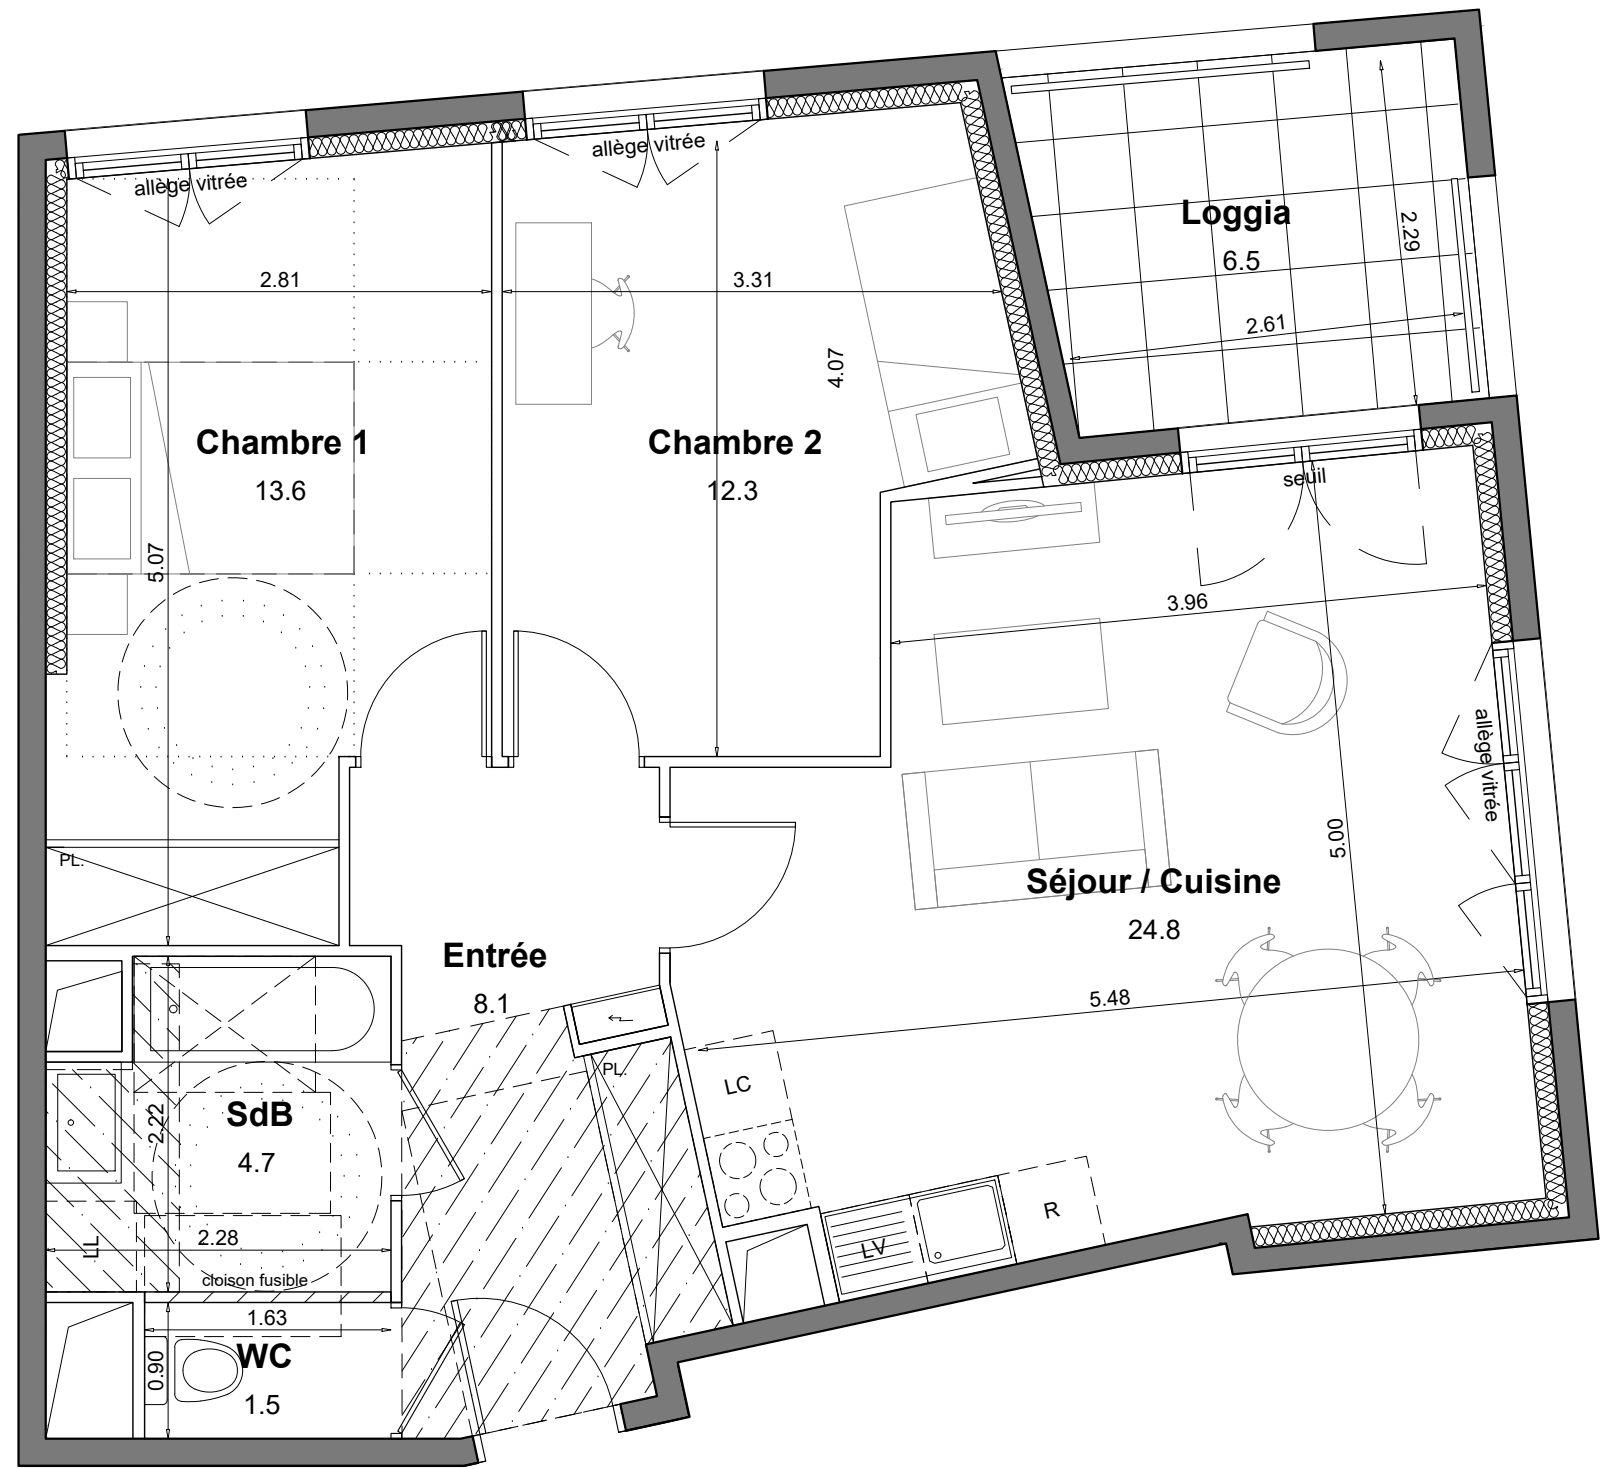 allège vitrée
allège vitrée
Loggia
6.5
2.29
2.61
2.81
3.31
4.07
Chambre 1
13.6
Chambre 2
12.3
seuil
5.07
3.96
allège vitrée
5.00
PL.
Séjour / Cuisine
24.8
Entrée
8.1
5.48
PL.
LC
SdB
4.7
2.22
2.28
LL
cloison fusible
LV
R
1.63
WC
1.5
0.90